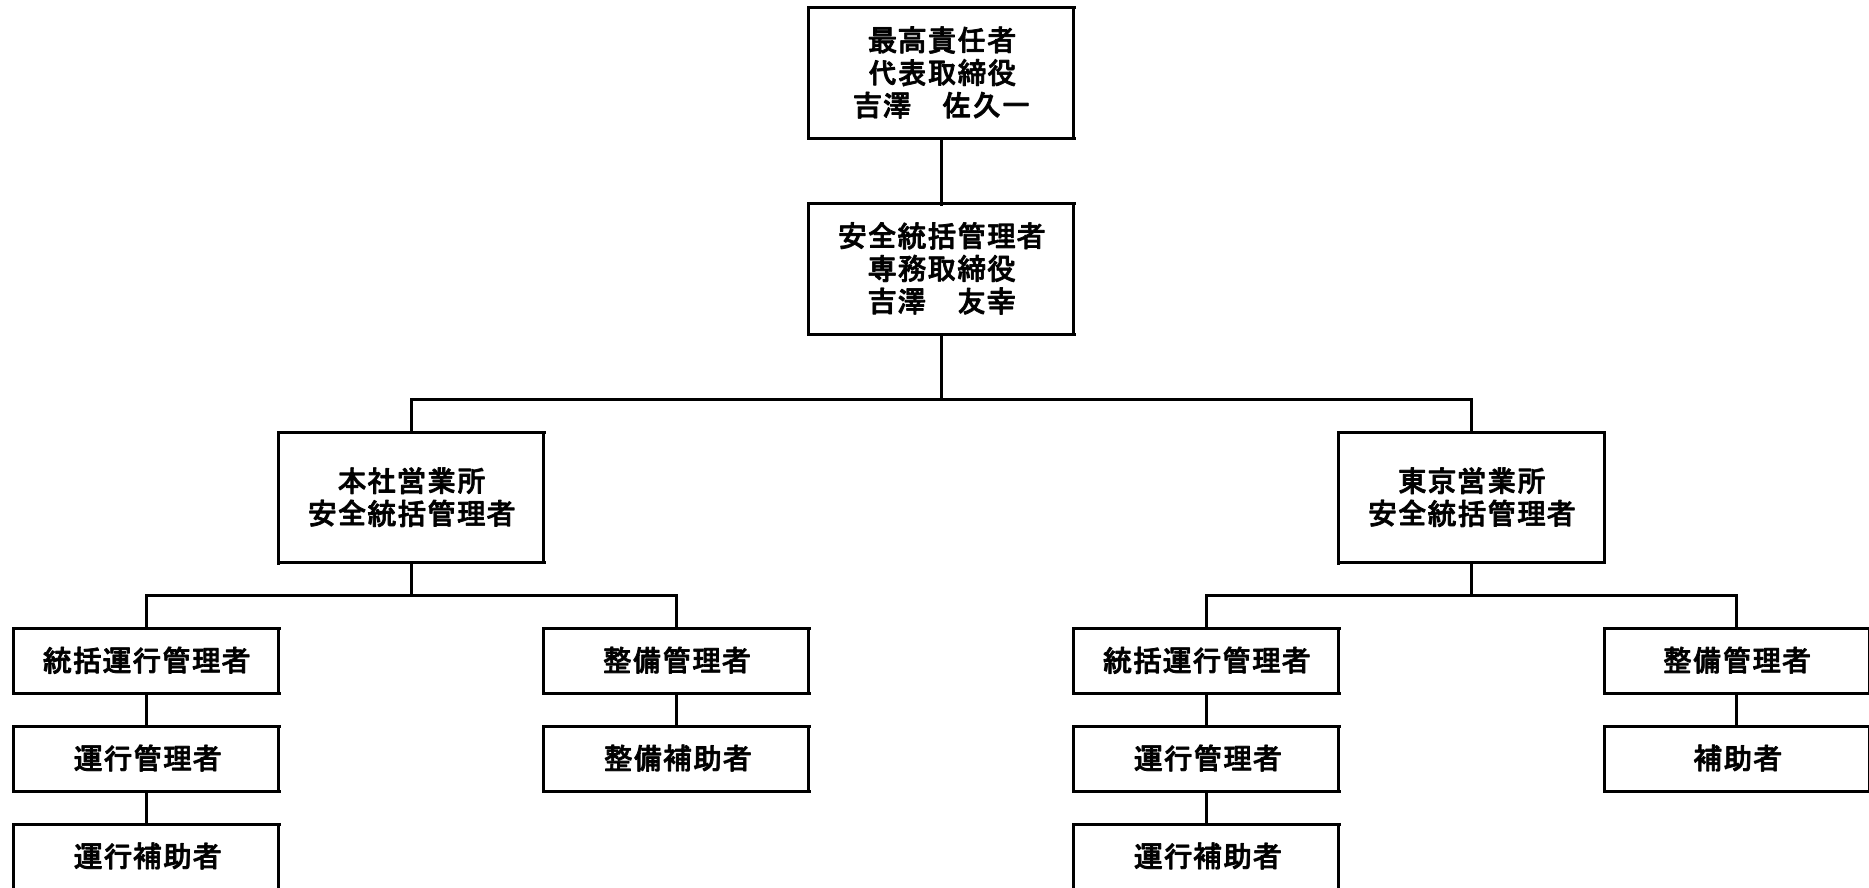 最高責任者
代表取締役
吉澤　佐久一
安全統括管理者
専務取締役
吉澤　友幸
本社営業所
安全統括管理者
東京営業所
安全統括管理者
統括運行管理者
整備管理者
統括運行管理者
整備管理者
運行管理者
整備補助者
運行管理者
補助者
運行補助者
運行補助者